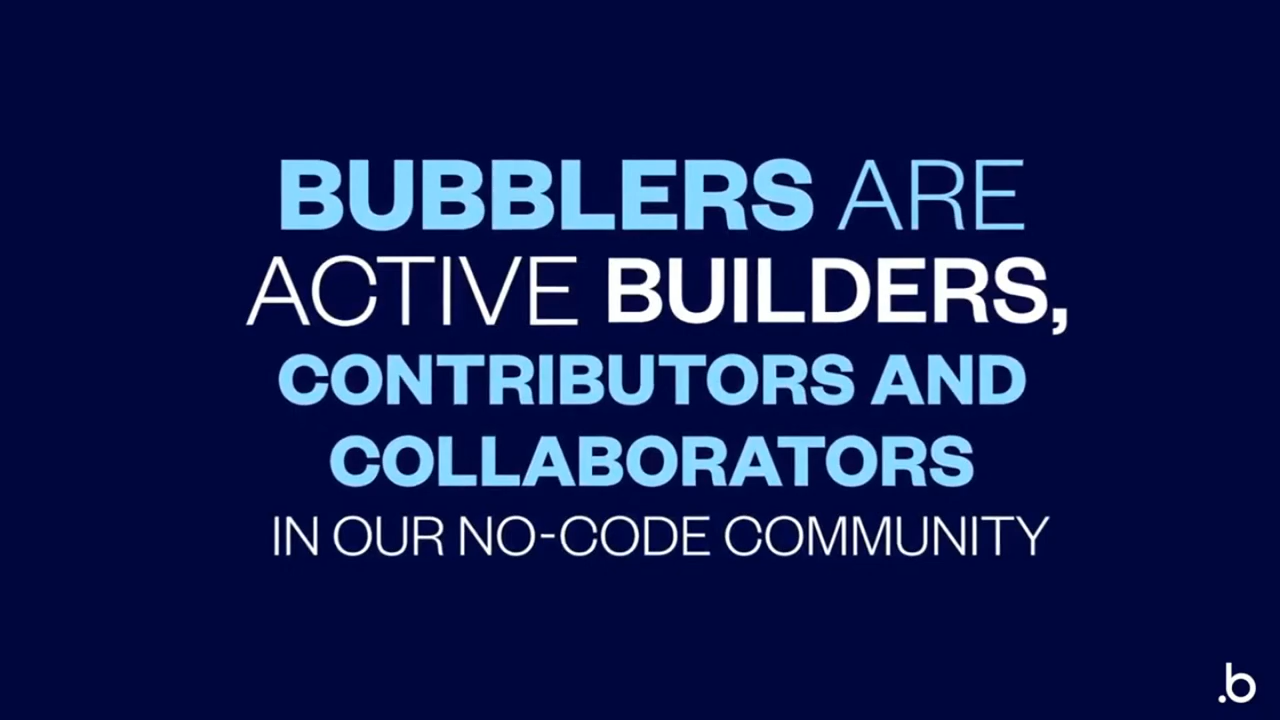 BUBBLERS ARE
ACTIVE BUILDERS,
CONTRIBUTORS AND
COLLABORATORS
IN OUR NO-CODE COMMUNITY
.b